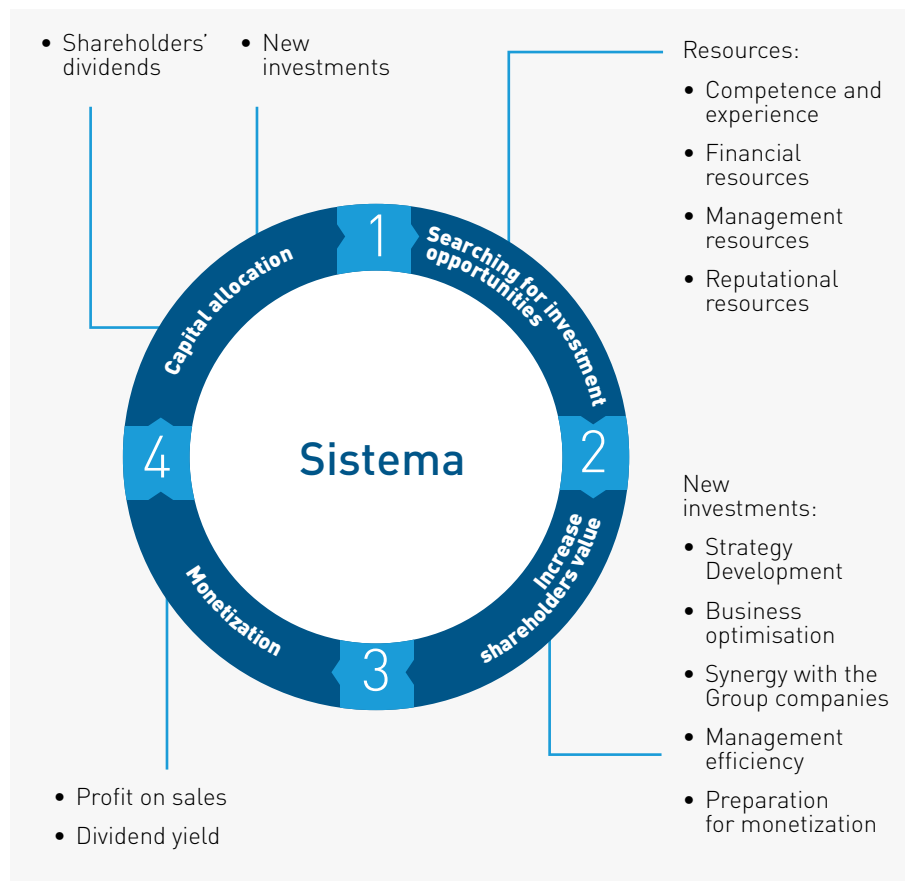 • Shareholders'
dividends
• New
investments
Resources:
• Competence and
experience
• Financial
resources
• Management
resources
• Reputational
resources
1
Searching for investment
opportunities
2
Increase
shareholders value
3
Monetization
4
Capital allocation
Sistema
New
investments:
• Strategy
Development
• Business
optimisation
• Synergy with the
Group companies
• Management
efficiency
• Preparation
for monetization
• Profit on sales
• Dividend yield